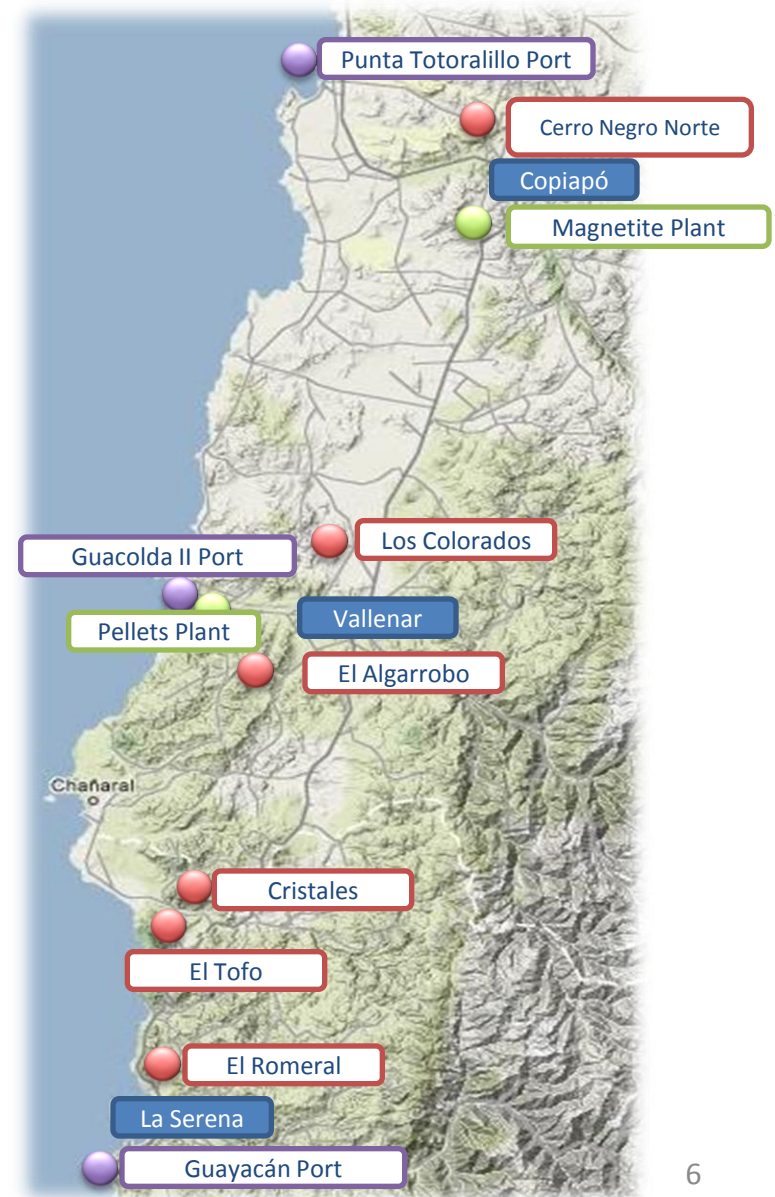 Punta Totoralillo Port
Cerro Negro Norte
Copiapó
Magnetite Plant
Los Colorados
Guacolda II Port
Vallenar
Pellets Plant
El Algarrobo
Chañaral
Cristales
El Tofo
El Romeral
La Serena
Guayacán Port
6